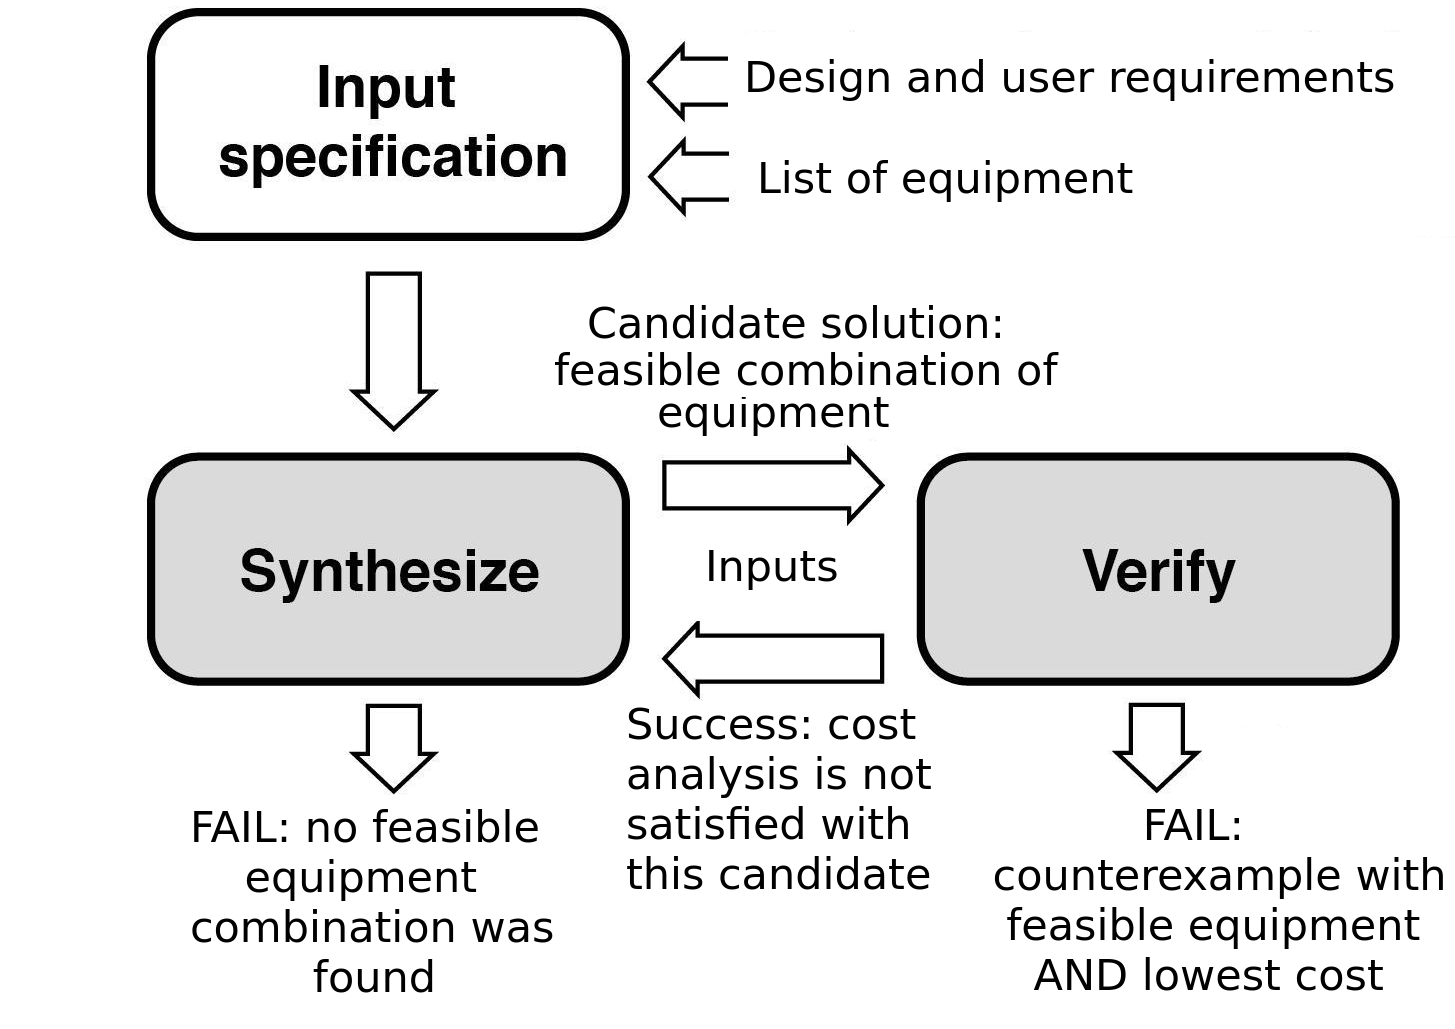 Input
specification
Design and user requirements
List of equipment
Candidate solution:
feasible combination of
equipment
Synthesize
Inputs
Verify
Success: cost
analysis is not
satisfied with
this candidate
FAIL: no feasible
equipment
combination was
found
FAIL:
counterexample with
feasible equipment
AND lowest cost